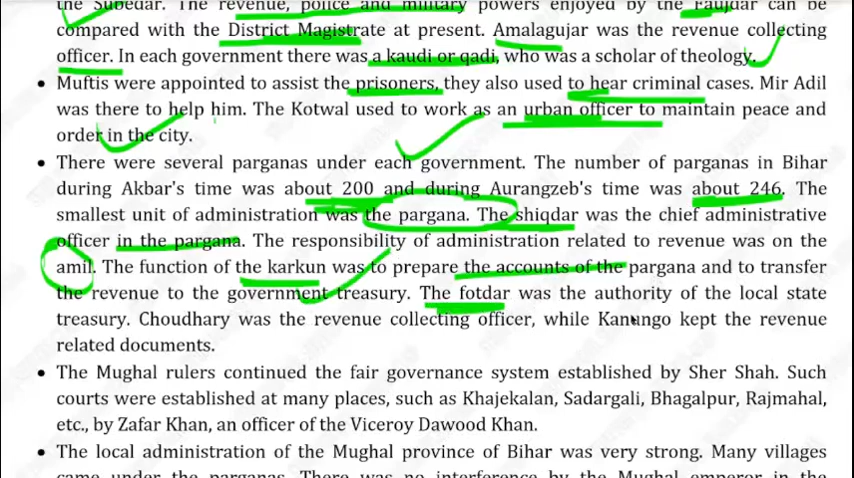 the Subedar. The revenue, police and military powers enjoyed by the Faujdar can be
compared with the District Magistrate at present. Amalagujar was the revenue collecting
officer. In each government there was a kaudi or qadi, who was a scholar of theology.
• Muftis were appointed to assist the prisoners, they also used to hear criminal cases. Mir Adil
was there to help him. The Kotwal used to work as an urban officer to maintain peace and
order in the city.
• There were several parganas under each government. The number of parganas in Bihar
during Akbar's time was about 200 and during Aurangzeb's time was about 246. The
smallest unit of administration was the pargana. The shiqdar was the chief administrative
officer in the pargana. The responsibility of administration related to revenue was on the
amil. The function of the karkun was to prepare the accounts of the pargana and to transfer
the revenue to the government treasury. The fotdar was the authority of the local state
treasury. Choudhary was the revenue collecting officer, while Kanungo kept the revenue
related documents.
• The Mughal rulers continued the fair governance system established by Sher Shah. Such
courts were established at many places, such as Khajekalan, Sadargali, Bhagalpur, Rajmahal,
etc., by Zafar Khan, an officer of the Viceroy Dawood Khan.
• The local administration of the Mughal province of Bihar was very strong. Many villages
came under the parganas. There was no interference by the Mughal emperor in the